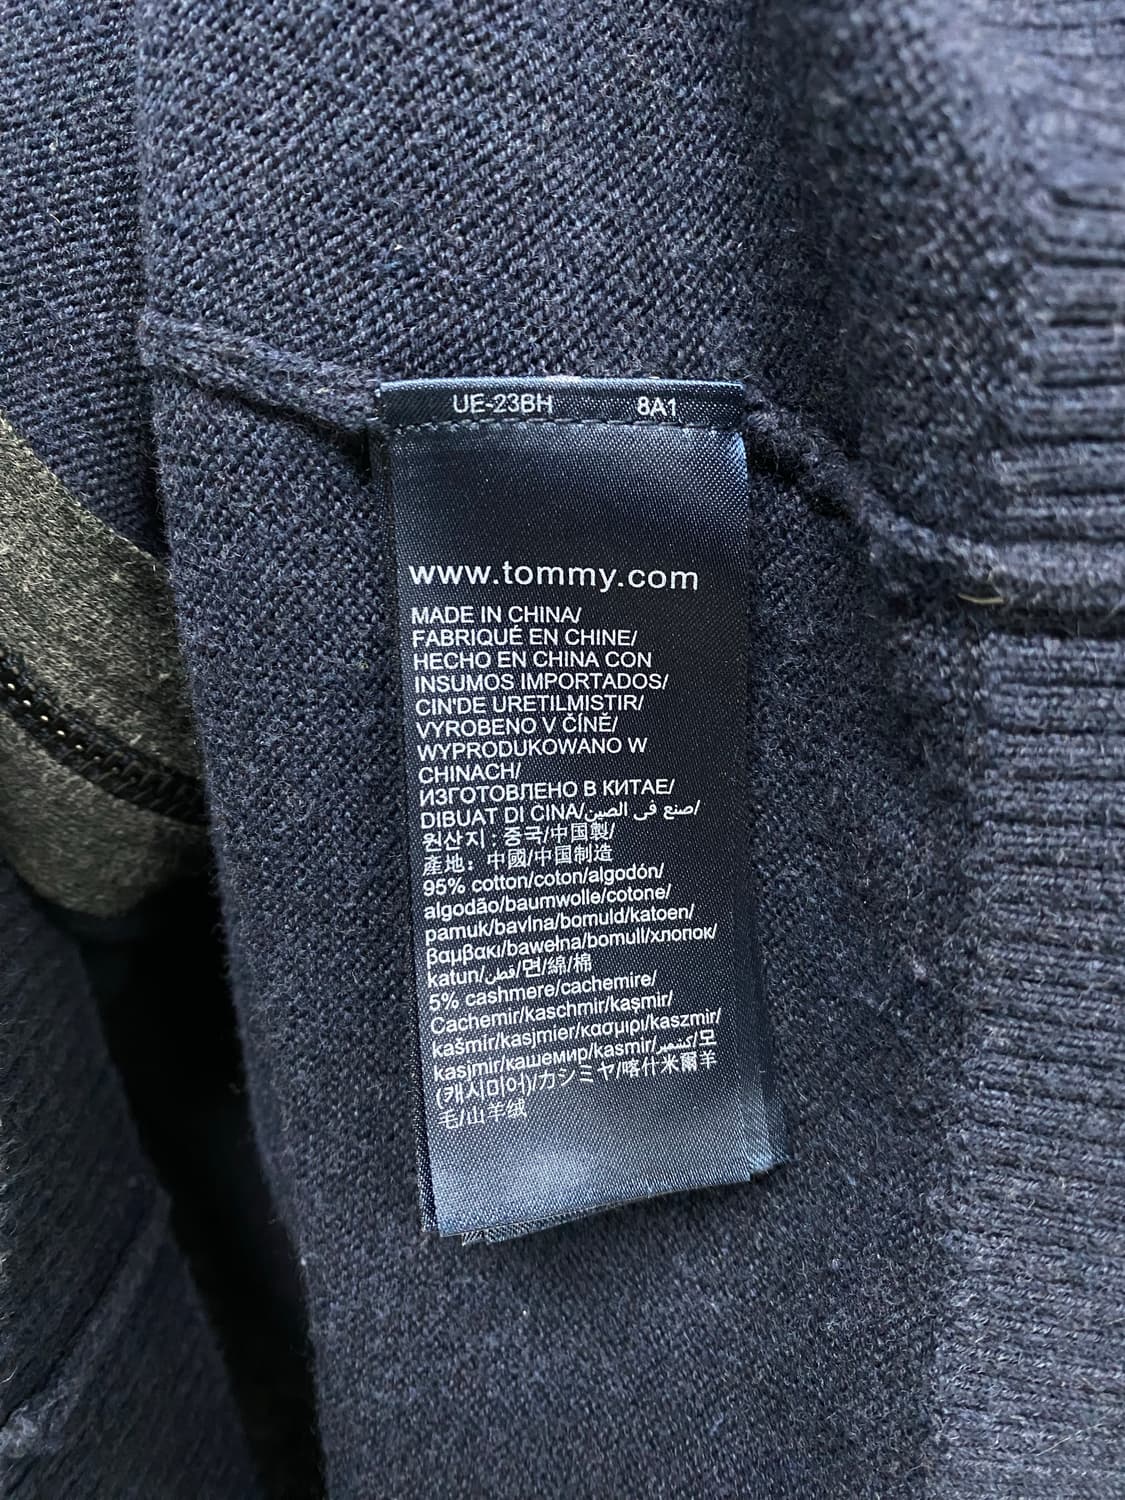 UE-23BH 8A1
www.tommy.com
MADE IN CHINA/
FABRIQUÉ EN CHINE/
HECHO EN CHINA CON
INSUMOS IMPORTADOS/
CIN'DE URETILMISTIR/
VYROBENO V ČÍNĚ/
WYPRODUKOWANO W
CHINACH/
ИЗГОТОВЛЕНО В КИТАЕ/
DIBUAT DI CINA/صنع فى الصين/
원산지: 중국/中国製/
產地: 中國/中国制造
95% cotton/coton/algodón/
algodão/baumwolle/cotone/
pamuk/bavlna/bomuld/katoen/
βαμβακι/bawełna/bomull/хлопок/
katun/قطن/면/綿/棉
5% cashmere/cachemire/
Cachemir/kaschmir/kaşmir/
kašmír/kasjmier/κασμιρι/kaszmir/
kasjmir/кашемир/kasmir/كشمير/모
(캐시미어)/カシミヤ/喀什米爾羊
毛/山羊绒